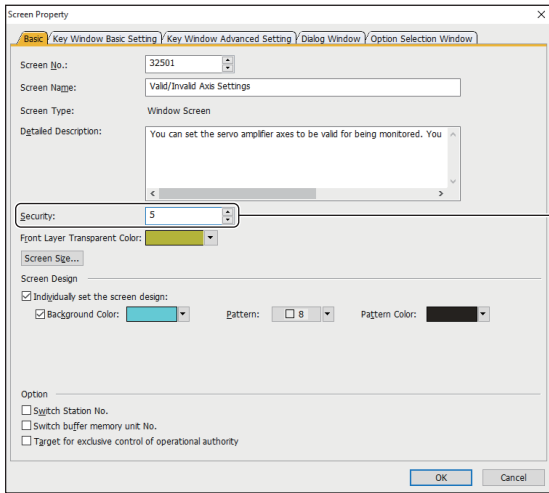 Screen Property
Basic Key Window Basic Setting Key Window Advanced Setting Dialog Window Option Selection Window
Screen No.: 32501
Screen Name: Valid/Invalid Axis Settings
Screen Type: Window Screen
Detailed Description: You can set the servo amplifier axes to be valid for being monitored. You
Security: 5
Front Layer Transparent Color:
Screen Size...
Screen Design
Individually set the screen design:
Background Color: Pattern: 8 Pattern Color:
Option
Switch Station No.
Switch buffer memory unit No.
Target for exclusive control of operational authority
OK Cancel